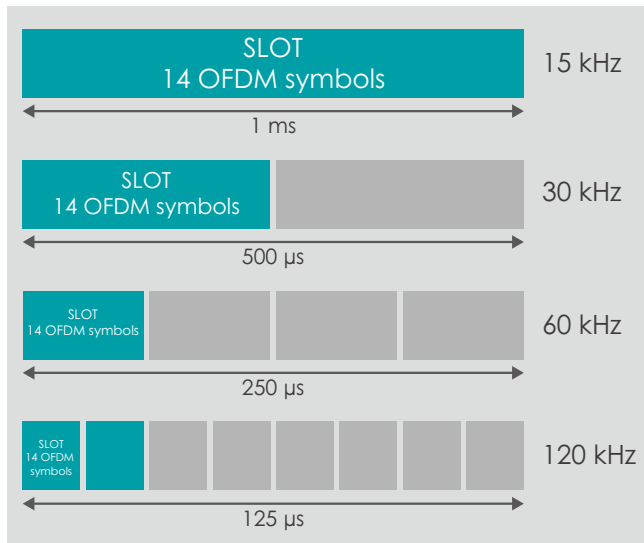 SLOT
14 OFDM symbols
15 kHz
1 ms
SLOT
14 OFDM symbols
30 kHz
500 µs
SLOT
14 OFDM symbols
60 kHz
250 µs
SLOT
14 OFDM
symbols
120 kHz
125 µs